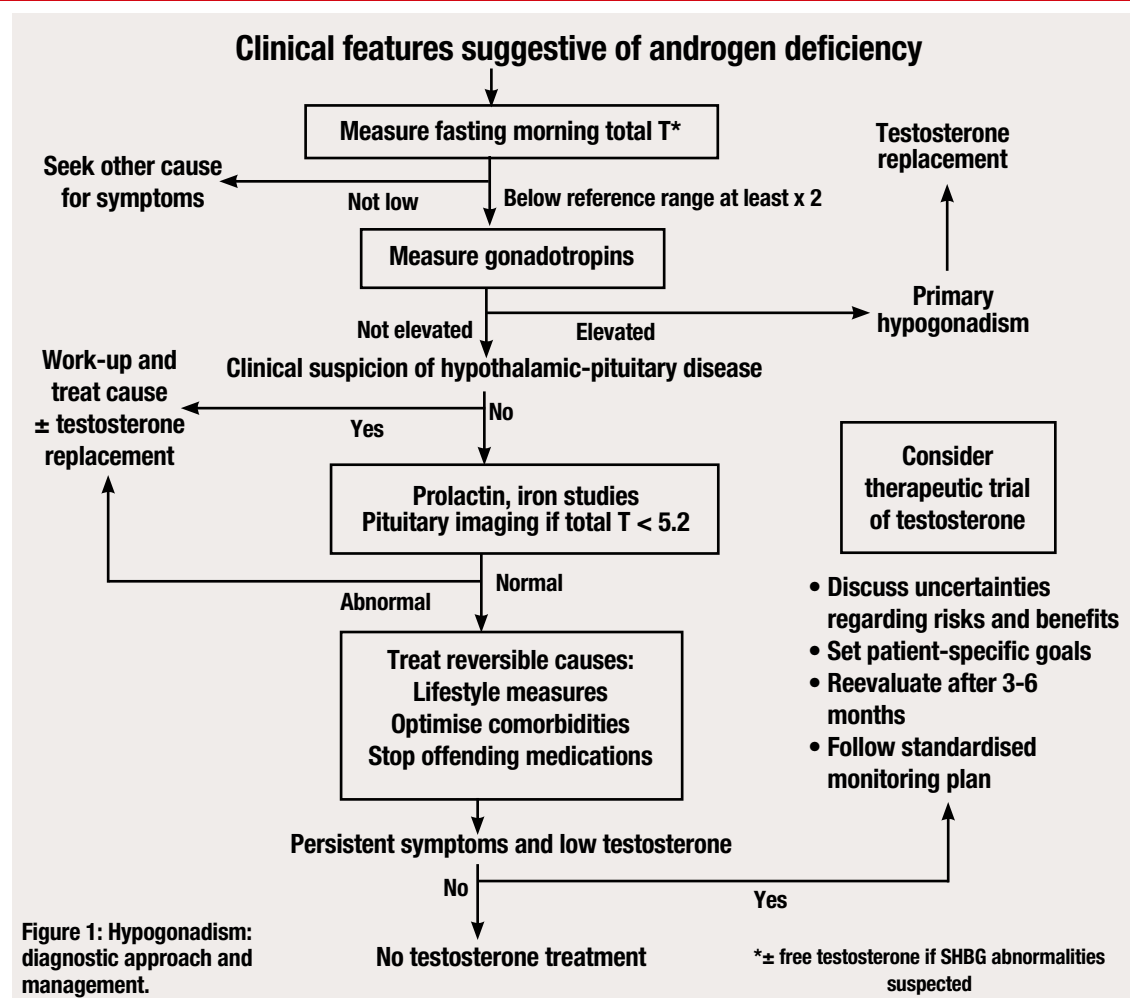 Clinical features suggestive of androgen deficiency
Measure fasting morning total T*
Seek other cause
for symptoms
Not low
Below reference range at least x 2
Testosterone
replacement
Measure gonadotropins
Primary
hypogonadism
Not elevated
Elevated
Clinical suspicion of hypothalamic-pituitary disease
Work-up and
treat cause
± testosterone
replacement
Yes
No
Prolactin, iron studies
Pituitary imaging if total T < 5.2
Abnormal
Normal
Treat reversible causes:
Lifestyle measures
Optimise comorbidities
Stop offending medications
Persistent symptoms and low testosterone
No
Yes
Consider
therapeutic trial
of testosterone
• Discuss uncertainties
regarding risks and benefits
• Set patient-specific goals
• Reevaluate after 3-6
months
• Follow standardised
monitoring plan
No testosterone treatment
Figure 1: Hypogonadism:
diagnostic approach and
management.
*± free testosterone if SHBG abnormalities
suspected